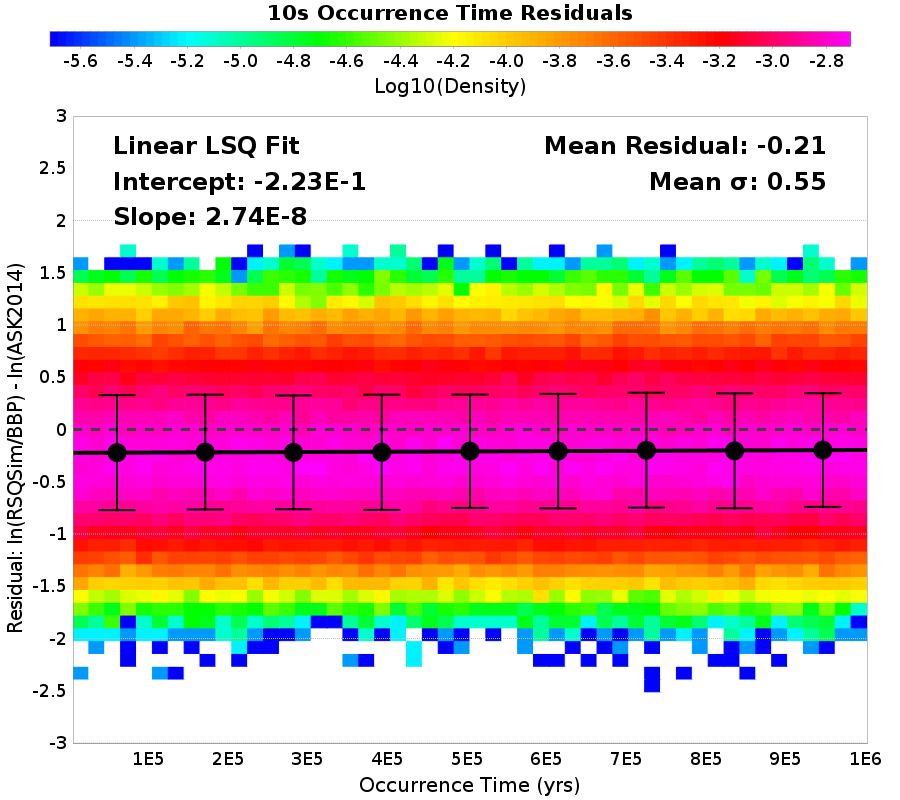 10s Occurrence Time Residuals
-5.6 -5.4 -5.2 -5.0 -4.8 -4.6 -4.4 -4.2 -4.0 -3.8 -3.6 -3.4 -3.2 -3.0 -2.8
Log10(Density)
Residual: ln(RSQSim/BBP) - ln(ASK2014)
3
2.5
2
1.5
1
0.5
0
-0.5
-1
-1.5
-2
-2.5
-3
Linear LSQ Fit
Intercept: -2.23E-1
Slope: 2.74E-8
Mean Residual: -0.21
Mean σ: 0.55
1E5 2E5 3E5 4E5 5E5 6E5 7E5 8E5 9E5 1E6
Occurrence Time (yrs)